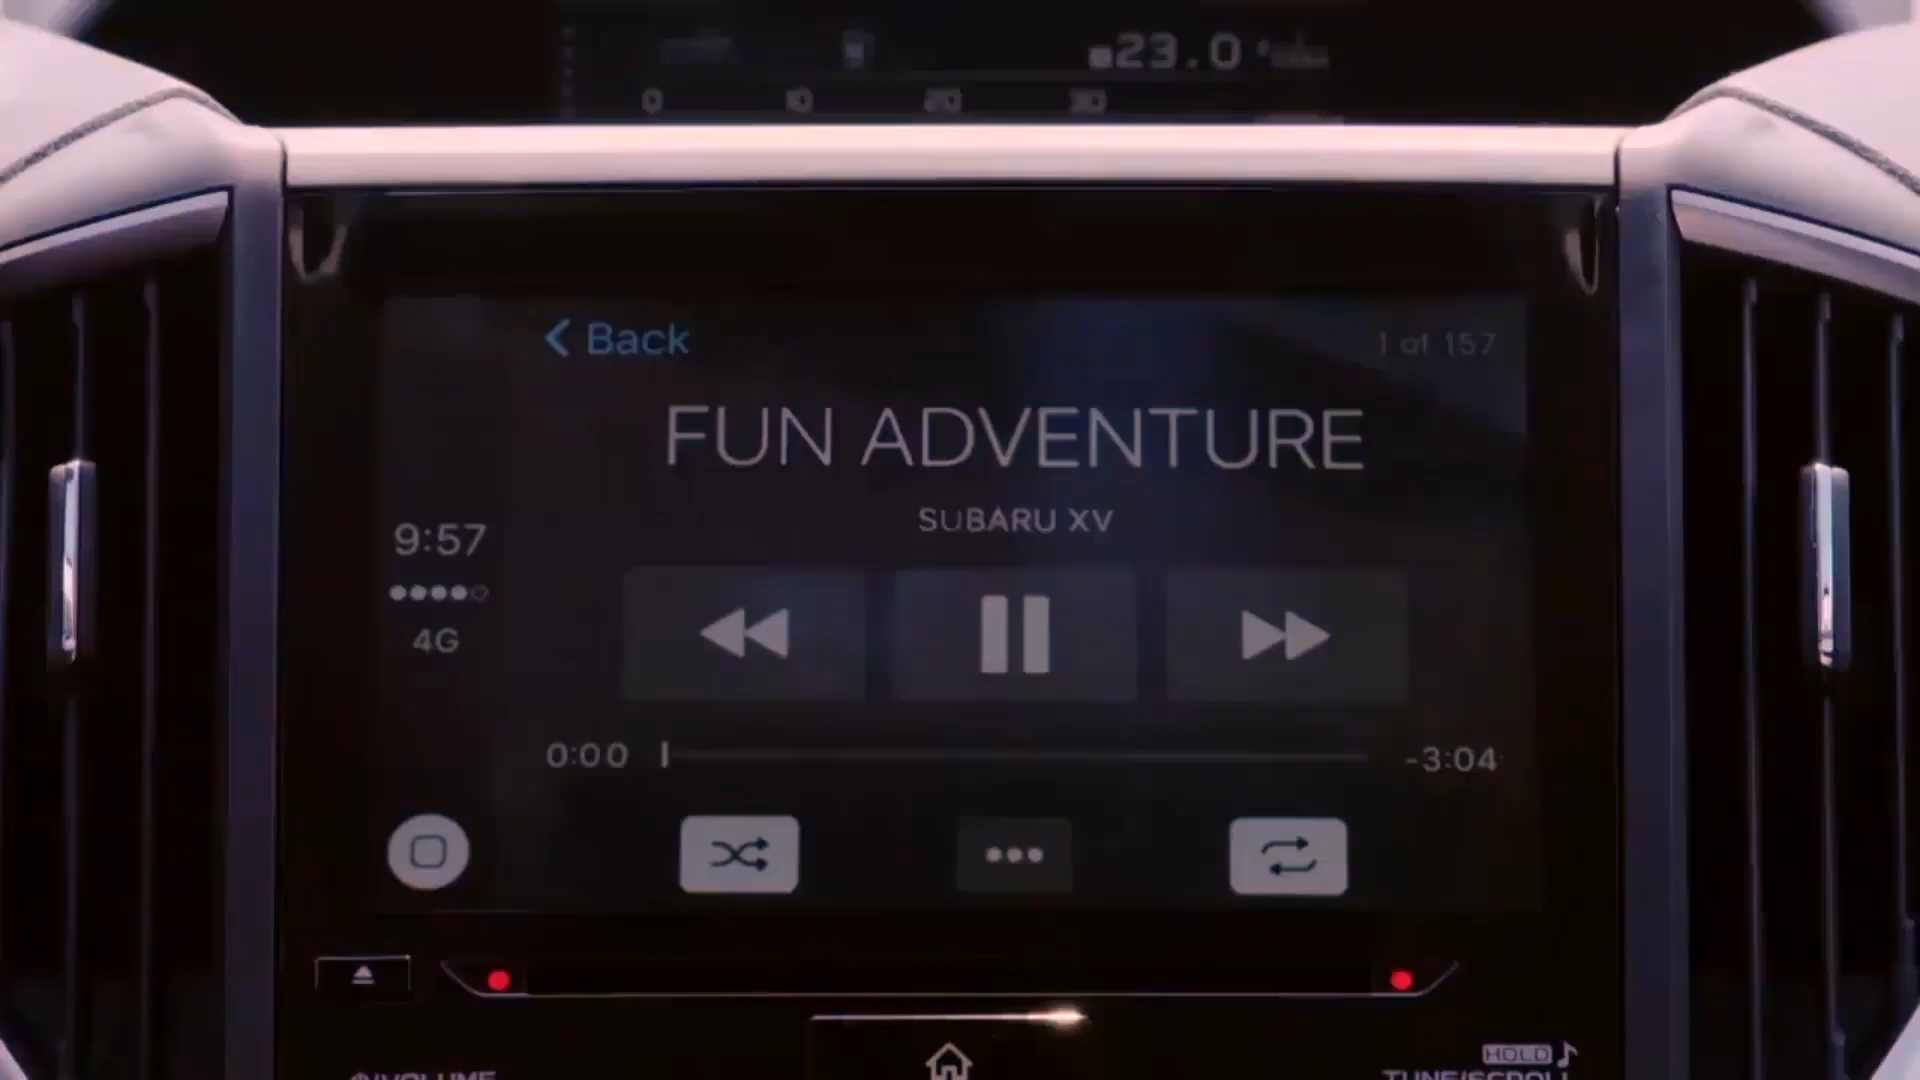 23.0
0 10 20 30
Back
1 of 157
FUN ADVENTURE
SUBARU XV
9:57
4G
0:00
-3:04
HOLD
VOLUME
TUNE/SCROLL